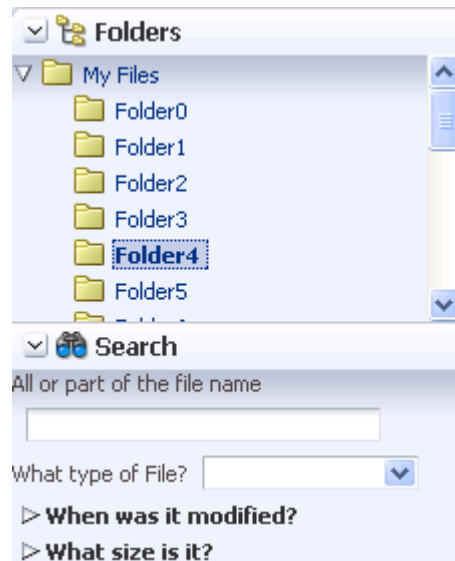 Folders
My Files
Folder0
Folder1
Folder2
Folder3
Folder4
Folder5
Search
All or part of the file name
What type of File?
When was it modified?
What size is it?